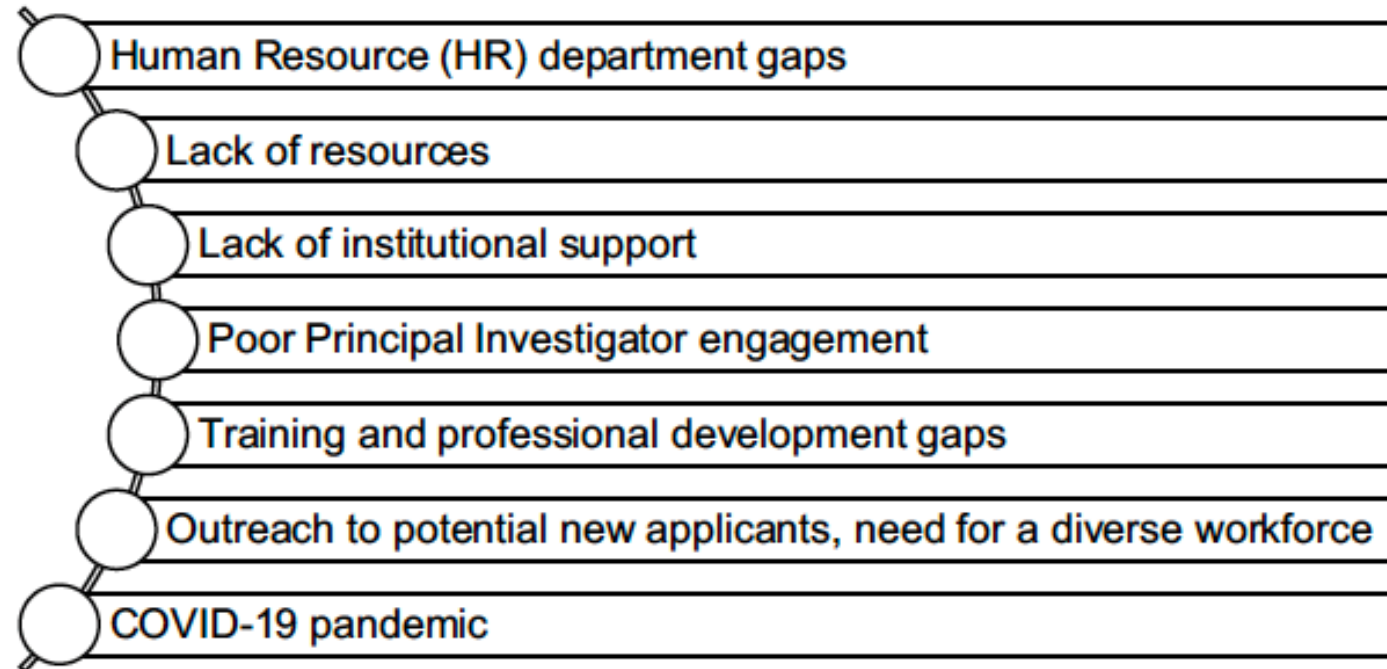 Human Resource (HR) department gaps
Lack of resources
Lack of institutional support
Poor Principal Investigator engagement
Training and professional development gaps
Outreach to potential new applicants, need for a diverse workforce
COVID-19 pandemic